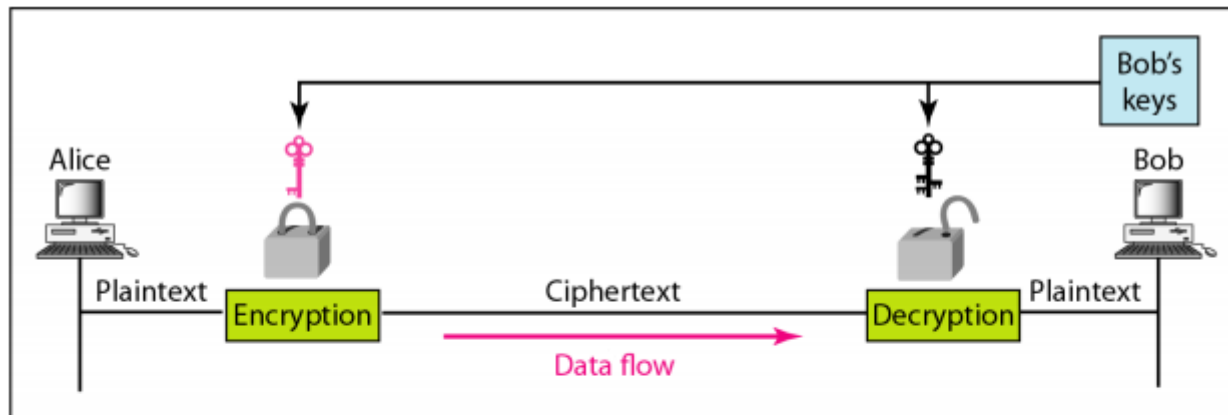 Bob's
keys
Alice
Bob
Plaintext
Encryption
Ciphertext
Decryption
Plaintext
Data flow